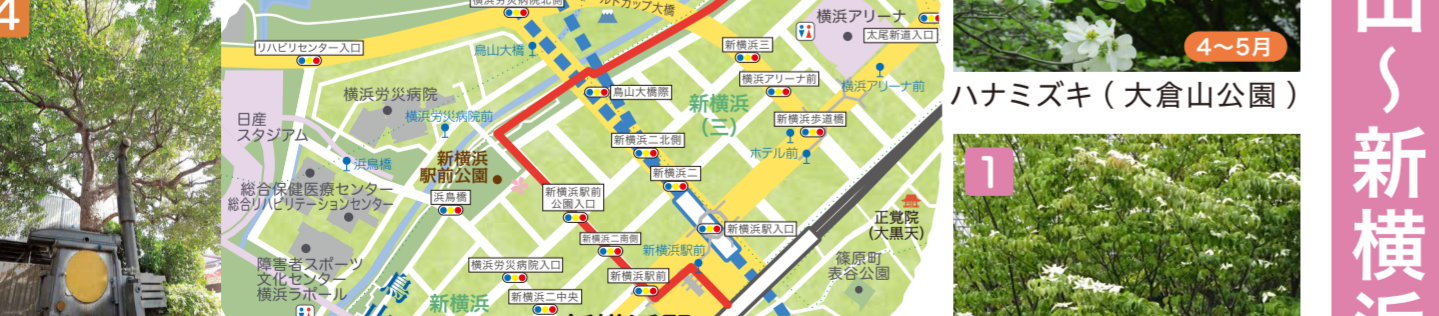 4
横浜労災病院北側
ルドカップ大橋
横浜アリーナ
太尾新道入口
リハビリセンター入口
鳥山大橋
新横浜三
横浜アリーナ前
横浜アリーナ前
鳥山大橋際
新横浜
(三)
新横浜歩道橋
ホテル前
横浜労災病院
横浜労災病院前
日産
スタジアム
新横浜二北側
新横浜二
浜鳥橋
新横浜
駅前公園
総合保健医療センター
総合リハビリテーションセンター
浜鳥橋
新横浜駅前
公園入口
新横浜駅入口
正覚院
(大黒天)
新横浜二南側
新横浜駅前
篠原町
表谷公園
障害者スポーツ
文化センター
横浜ラポール
横浜労災病院入口
新横浜駅前
鳥山
新横浜
新横浜二中央
4〜5月
ハナミズキ(大倉山公園)
1
山〜新横浜